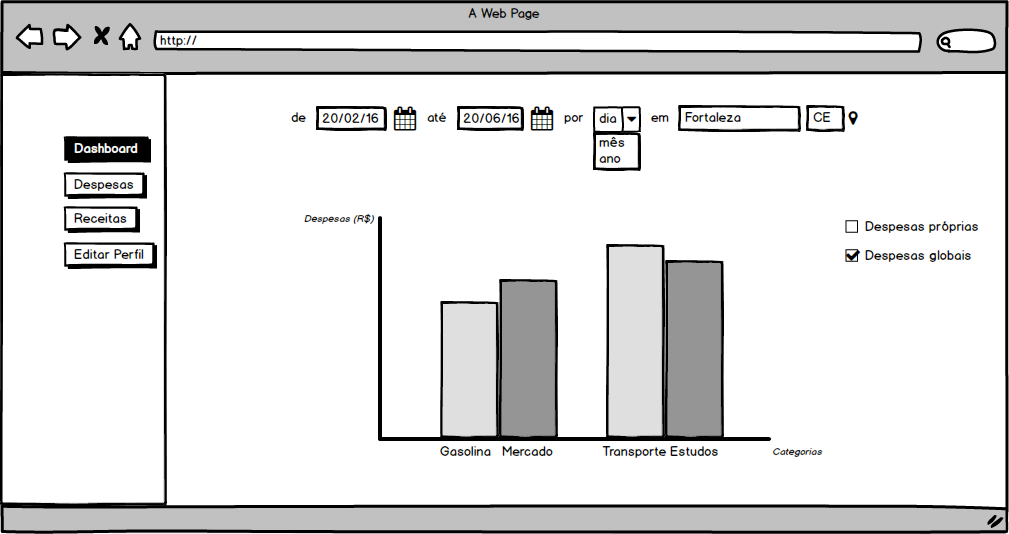 A Web Page
http://
de 20/02/16 até 20/06/16 por dia em Fortaleza CE
mês
ano
Dashboard
Despesas
Receitas
Editar Perfil
Despesas (R$)
Despesas prôprias
Despesas globais
Gasolina Mercado Transporte Estudos
Categorias